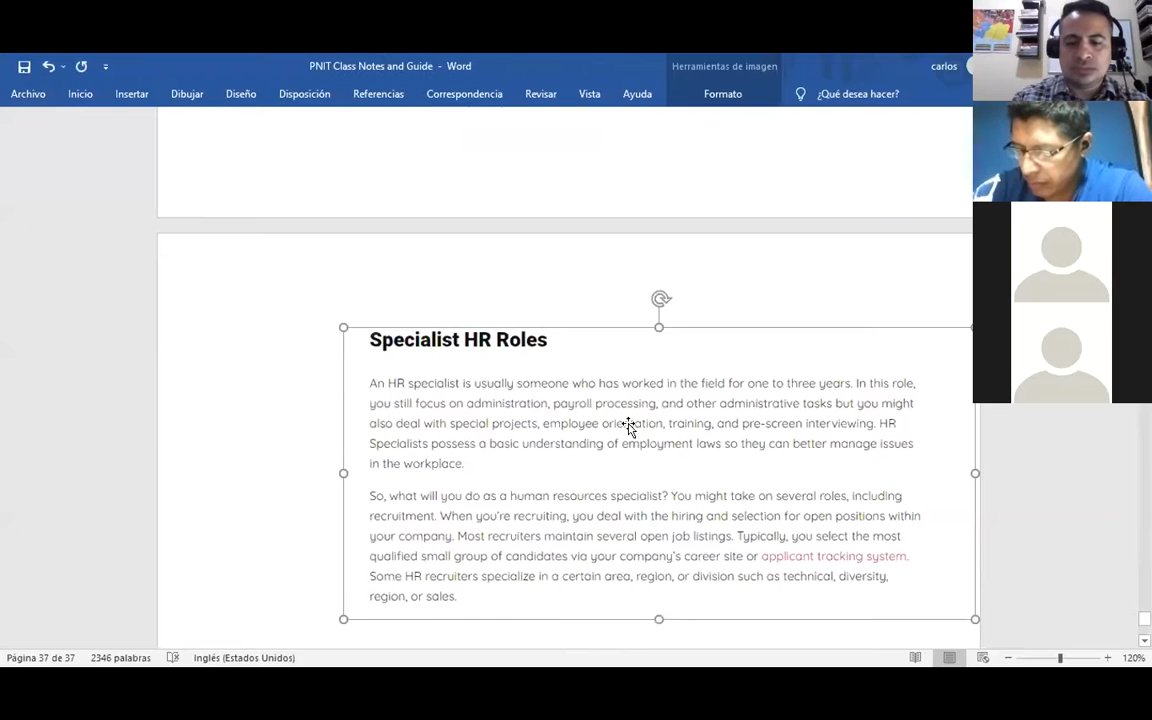 PNIT Class Notes and Guide - Word
Herramientas de imagen
carlos
Archivo Inicio Insertar Dibujar Diseño Disposición Referencias Correspondencia Revisar Vista Ayuda Formato ¿Qué desea hacer?
Specialist HR Roles
An HR specialist is usually someone who has worked in the field for one to three years. In this role,
you still focus on administration, payroll processing, and other administrative tasks but you might
also deal with special projects, employee orientation, training, and pre-screen interviewing. HR
Specialists possess a basic understanding of employment laws so they can better manage issues
in the workplace.
So, what will you do as a human resources specialist? You might take on several roles, including
recruitment. When you're recruiting, you deal with the hiring and selection for open positions within
your company. Most recruiters maintain several open job listings. Typically, you select the most
qualified small group of candidates via your company's career site or applicant tracking system.
Some HR recruiters specialize in a certain area, region, or division such as technical, diversity,
region, or sales.
Página 37 de 37 2346 palabras Inglés (Estados Unidos) 120%